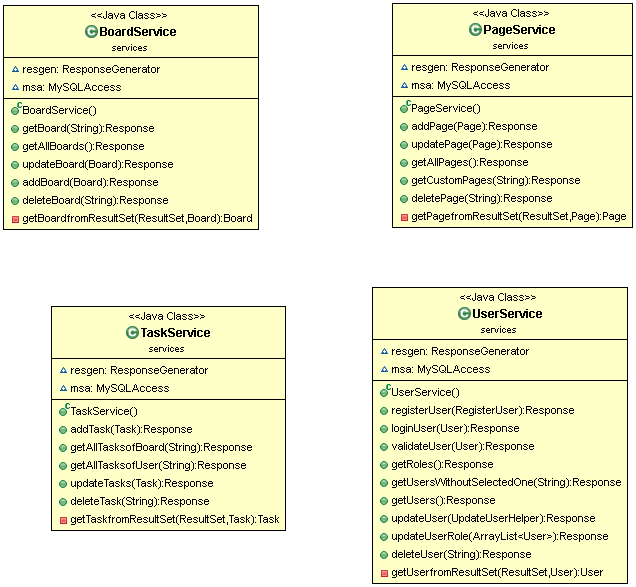 <<Java Class>>
BoardService
services
resgen: ResponseGenerator
msa: MySQLAccess
BoardService()
getBoard(String):Response
getAllBoards():Response
updateBoard(Board):Response
addBoard(Board):Response
deleteBoard(String):Response
getBoardfromResultSet(ResultSet,Board):Board
<<Java Class>>
PageService
services
resgen: ResponseGenerator
msa: MySQLAccess
PageService()
addPage(Page):Response
updatePage(Page):Response
getAllPages():Response
getCustomPages(String):Response
deletePage(String):Response
getPagefromResultSet(ResultSet,Page):Page
<<Java Class>>
TaskService
services
resgen: ResponseGenerator
msa: MySQLAccess
TaskService()
addTask(Task):Response
getAllTasksofBoard(String):Response
getAllTasksofUser(String):Response
updateTasks(Task):Response
deleteTask(String):Response
getTaskfromResultSet(ResultSet,Task):Task
<<Java Class>>
UserService
services
resgen: ResponseGenerator
msa: MySQLAccess
UserService()
registerUser(RegisterUser):Response
loginUser(User):Response
validateUser(User):Response
getRoles():Response
getUsersWithoutSelectedOne(String):Response
getUsers():Response
updateUser(UpdateUserHelper):Response
updateUserRole(ArrayList<User>):Response
deleteUser(String):Response
getUserfromResultSet(ResultSet,User):User